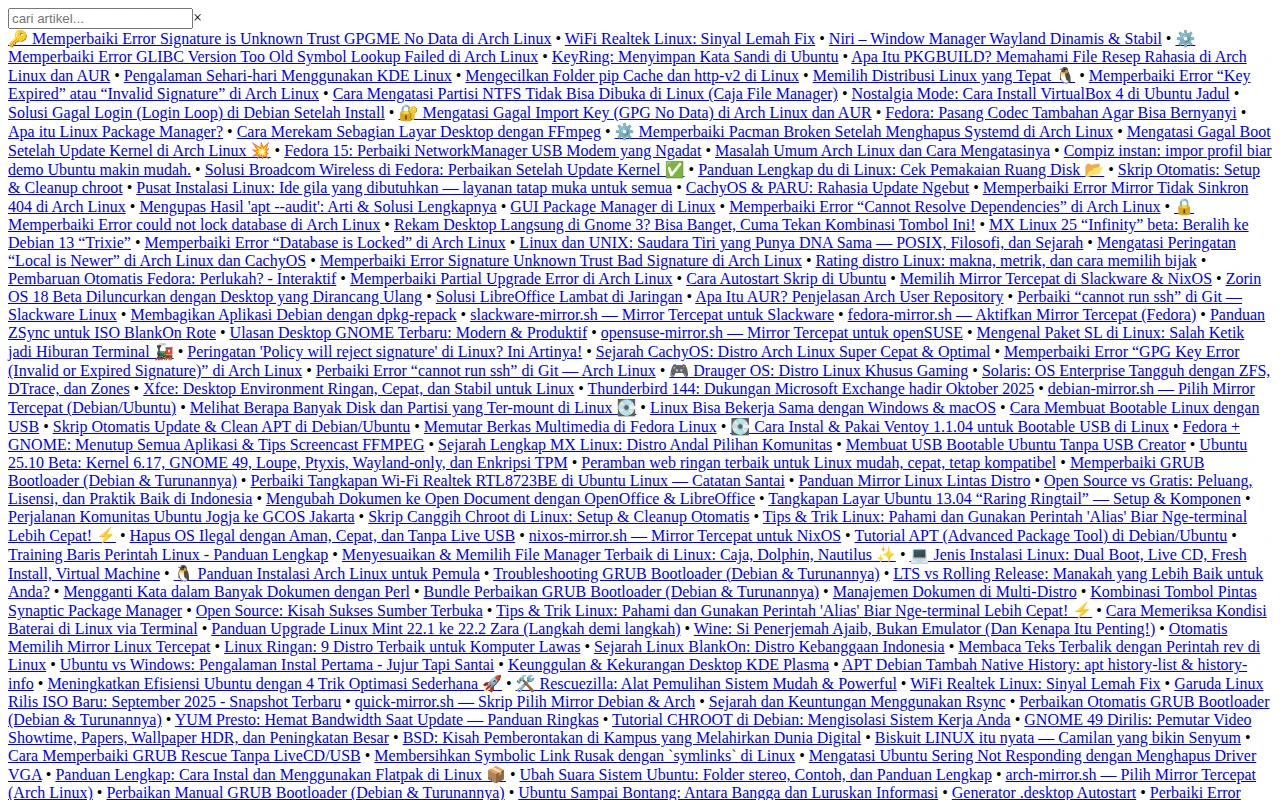 cari artikel...×
🔑 Memperbaiki Error Signature is Unknown Trust GPGME No Data di Arch Linux • WiFi Realtek Linux: Sinyal Lemah Fix • Niri – Window Manager Wayland Dinamis & Stabil • ⚙️
Memperbaiki Error GLIBC Version Too Old Symbol Lookup Failed di Arch Linux • KeyRing: Menyimpan Kata Sandi di Ubuntu • Apa Itu PKGBUILD? Memahami File Resep Rahasia di Arch
Linux dan AUR • Pengalaman Sehari-hari Menggunakan KDE Linux • Mengecilkan Folder pip Cache dan http-v2 di Linux • Memilih Distribusi Linux yang Tepat 🐧 • Memperbaiki Error “Key
Expired” atau “Invalid Signature” di Arch Linux • Cara Mengatasi Partisi NTFS Tidak Bisa Dibuka di Linux (Caja File Manager) • Nostalgia Mode: Cara Install VirtualBox 4 di Ubuntu Jadul •
Solusi Gagal Login (Login Loop) di Debian Setelah Install • 🔐 Mengatasi Gagal Import Key (GPG No Data) di Arch Linux dan AUR • Fedora: Pasang Codec Tambahan Agar Bisa Bernyanyi •
Apa itu Linux Package Manager? • Cara Merekam Sebagian Layar Desktop dengan FFmpeg • ⚙️ Memperbaiki Pacman Broken Setelah Menghapus Systemd di Arch Linux • Mengatasi Gagal Boot
Setelah Update Kernel di Arch Linux 💥 • Fedora 15: Perbaiki NetworkManager USB Modem yang Ngadat • Masalah Umum Arch Linux dan Cara Mengatasinya • Compiz instan: impor profil biar
demo Ubuntu makin mudah. • Solusi Broadcom Wireless di Fedora: Perbaikan Setelah Update Kernel ✅ • Panduan Lengkap du di Linux: Cek Pemakaian Ruang Disk 📂 • Skrip Otomatis: Setup
& Cleanup chroot • Pusat Instalasi Linux: Ide gila yang dibutuhkan — layanan tatap muka untuk semua • CachyOS & PARU: Rahasia Update Ngebut • Memperbaiki Error Mirror Tidak Sinkron
404 di Arch Linux • Mengupas Hasil 'apt --audit': Arti & Solusi Lengkapnya • GUI Package Manager di Linux • Memperbaiki Error “Cannot Resolve Dependencies” di Arch Linux • 🔒
Memperbaiki Error could not lock database di Arch Linux • Rekam Desktop Langsung di Gnome 3? Bisa Banget, Cuma Tekan Kombinasi Tombol Ini! • MX Linux 25 “Infinity” beta: Beralih ke
Debian 13 “Trixie” • Memperbaiki Error “Database is Locked” di Arch Linux • Linux dan UNIX: Saudara Tiri yang Punya DNA Sama — POSIX, Filosofi, dan Sejarah • Mengatasi Peringatan
“Local is Newer” di Arch Linux dan CachyOS • Memperbaiki Error Signature Unknown Trust Bad Signature di Arch Linux • Rating distro Linux: makna, metrik, dan cara memilih bijak •
Pembaruan Otomatis Fedora: Perlukah? - Interaktif • Memperbaiki Partial Upgrade Error di Arch Linux • Cara Autostart Skrip di Ubuntu • Memilih Mirror Tercepat di Slackware & NixOS • Zorin
OS 18 Beta Diluncurkan dengan Desktop yang Dirancang Ulang • Solusi LibreOffice Lambat di Jaringan • Apa Itu AUR? Penjelasan Arch User Repository • Perbaiki “cannot run ssh” di Git —
Slackware Linux • Membagikan Aplikasi Debian dengan dpkg-repack • slackware-mirror.sh — Mirror Tercepat untuk Slackware • fedora-mirror.sh — Aktifkan Mirror Tercepat (Fedora) • Panduan
ZSync untuk ISO BlankOn Rote • Ulasan Desktop GNOME Terbaru: Modern & Produktif • opensuse-mirror.sh — Mirror Tercepat untuk openSUSE • Mengenal Paket SL di Linux: Salah Ketik
jadi Hiburan Terminal 🚂 • Peringatan 'Policy will reject signature' di Linux? Ini Artinya! • Sejarah CachyOS: Distro Arch Linux Super Cepat & Optimal • Memperbaiki Error “GPG Key Error
(Invalid or Expired Signature)” di Arch Linux • Perbaiki Error “cannot run ssh” di Git — Arch Linux • 🎮 Drauger OS: Distro Linux Khusus Gaming • Solaris: OS Enterprise Tangguh dengan ZFS,
DTrace, dan Zones • Xfce: Desktop Environment Ringan, Cepat, dan Stabil untuk Linux • Thunderbird 144: Dukungan Microsoft Exchange hadir Oktober 2025 • debian-mirror.sh — Pilih Mirror
Tercepat (Debian/Ubuntu) • Melihat Berapa Banyak Disk dan Partisi yang Ter-mount di Linux 💽 • Linux Bisa Bekerja Sama dengan Windows & macOS • Cara Membuat Bootable Linux dengan
USB • Skrip Otomatis Update & Clean APT di Debian/Ubuntu • Memutar Berkas Multimedia di Fedora Linux • 💽 Cara Instal & Pakai Ventoy 1.1.04 untuk Bootable USB di Linux • Fedora +
GNOME: Menutup Semua Aplikasi & Tips Screencast FFMPEG • Sejarah Lengkap MX Linux: Distro Andal Pilihan Komunitas • Membuat USB Bootable Ubuntu Tanpa USB Creator • Ubuntu
25.10 Beta: Kernel 6.17, GNOME 49, Loupe, Ptyxis, Wayland-only, dan Enkripsi TPM • Peramban web ringan terbaik untuk Linux mudah, cepat, tetap kompatibel • Memperbaiki GRUB
Bootloader (Debian & Turunannya) • Perbaiki Tangkapan Wi-Fi Realtek RTL8723BE di Ubuntu Linux — Catatan Santai • Panduan Mirror Linux Lintas Distro • Open Source vs Gratis: Peluang,
Lisensi, dan Praktik Baik di Indonesia • Mengubah Dokumen ke Open Document dengan OpenOffice & LibreOffice • Tangkapan Layar Ubuntu 13.04 “Raring Ringtail” — Setup & Komponen •
Perjalanan Komunitas Ubuntu Jogja ke GCOS Jakarta • Skrip Canggih Chroot di Linux: Setup & Cleanup Otomatis • Tips & Trik Linux: Pahami dan Gunakan Perintah 'Alias' Biar Nge-terminal
Lebih Cepat! ⚡ • Hapus OS Ilegal dengan Aman, Cepat, dan Tanpa Live USB • nixos-mirror.sh — Mirror Tercepat untuk NixOS • Tutorial APT (Advanced Package Tool) di Debian/Ubuntu •
Training Baris Perintah Linux - Panduan Lengkap • Menyesuaikan & Memilih File Manager Terbaik di Linux: Caja, Dolphin, Nautilus ✨ • 💻 Jenis Instalasi Linux: Dual Boot, Live CD, Fresh
Install, Virtual Machine • 🐧 Panduan Instalasi Arch Linux untuk Pemula • Troubleshooting GRUB Bootloader (Debian & Turunannya) • LTS vs Rolling Release: Manakah yang Lebih Baik untuk
Anda? • Mengganti Kata dalam Banyak Dokumen dengan Perl • Bundle Perbaikan GRUB Bootloader (Debian & Turunannya) • Manajemen Dokumen di Multi-Distro • Kombinasi Tombol Pintas
Synaptic Package Manager • Open Source: Kisah Sukses Sumber Terbuka • Tips & Trik Linux: Pahami dan Gunakan Perintah 'Alias' Biar Nge-terminal Lebih Cepat! ⚡ • Cara Memeriksa Kondisi
Baterai di Linux via Terminal • Panduan Upgrade Linux Mint 22.1 ke 22.2 Zara (Langkah demi langkah) • Wine: Si Penerjemah Ajaib, Bukan Emulator (Dan Kenapa Itu Penting!) • Otomatis
Memilih Mirror Linux Tercepat • Linux Ringan: 9 Distro Terbaik untuk Komputer Lawas • Sejarah Linux BlankOn: Distro Kebanggaan Indonesia • Membaca Teks Terbalik dengan Perintah rev di
Linux • Ubuntu vs Windows: Pengalaman Instal Pertama - Jujur Tapi Santai • Keunggulan & Kekurangan Desktop KDE Plasma • APT Debian Tambah Native History: apt history-list & history-
info • Meningkatkan Efisiensi Ubuntu dengan 4 Trik Optimasi Sederhana 🚀 • 🛠️ Rescuezilla: Alat Pemulihan Sistem Mudah & Powerful • WiFi Realtek Linux: Sinyal Lemah Fix • Garuda Linux
Rilis ISO Baru: September 2025 - Snapshot Terbaru • quick-mirror.sh — Skrip Pilih Mirror Debian & Arch • Sejarah dan Keuntungan Menggunakan Rsync • Perbaikan Otomatis GRUB Bootloader
(Debian & Turunannya) • YUM Presto: Hemat Bandwidth Saat Update — Panduan Ringkas • Tutorial CHROOT di Debian: Mengisolasi Sistem Kerja Anda • GNOME 49 Dirilis: Pemutar Video
Showtime, Papers, Wallpaper HDR, dan Peningkatan Besar • BSD: Kisah Pemberontakan di Kampus yang Melahirkan Dunia Digital • Biskuit LINUX itu nyata — Camilan yang bikin Senyum •
Cara Memperbaiki GRUB Rescue Tanpa LiveCD/USB • Membersihkan Symbolic Link Rusak dengan `symlinks` di Linux • Mengatasi Ubuntu Sering Not Responding dengan Menghapus Driver
VGA • Panduan Lengkap: Cara Instal dan Menggunakan Flatpak di Linux 📦 • Ubah Suara Sistem Ubuntu: Folder stereo, Contoh, dan Panduan Lengkap • arch-mirror.sh — Pilih Mirror Tercepat
(Arch Linux) • Perbaikan Manual GRUB Bootloader (Debian & Turunannya) • Ubuntu Sampai Bontang: Antara Bangga dan Luruskan Informasi • Generator .desktop Autostart • Perbaiki Error